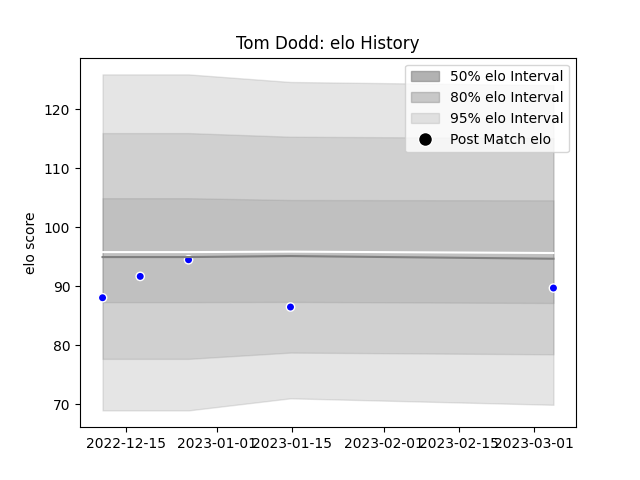 Tom Dodd: elo History
50% elo Interval
80% elo Interval
95% elo Interval
Post Match elo
elo score
120
110
100
90
80
70
2022-12-15
2023-01-01
2023-01-15
2023-02-01
2023-02-15
2023-03-01